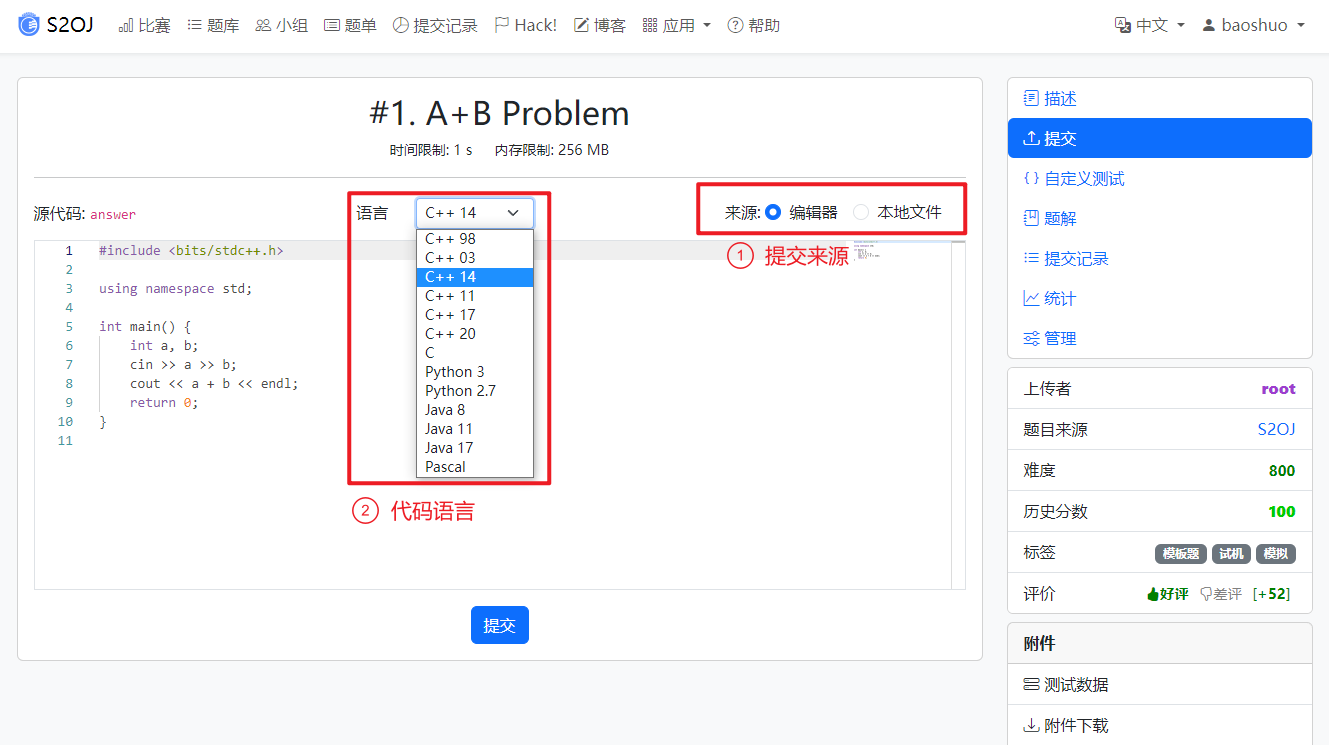 S2OJ 比赛 题库 小组 题单 提交记录 Hack! 博客 应用 帮助 中文 baoshuo
#1. A+B Problem
时间限制: 1 s 内存限制: 256 MB
源代码: answer 语言 C++ 14 来源: 编辑器 本地文件
① 提交来源
C++ 98
C++ 03
C++ 14
C++ 11
C++ 17
C++ 20
C
Python 3
Python 2.7
Java 8
Java 11
Java 17
Pascal
② 代码语言
1 #include <bits/stdc++.h>
2
3 using namespace std;
4
5 int main() {
6 int a, b;
7 cin >> a >> b;
8 cout << a + b << endl;
9 return 0;
10 }
11
提交
描述
提交
{} 自定义测试
题解
提交记录
统计
管理
上传者 root
题目来源 S2OJ
难度 800
历史分数 100
标签 模板题 试机 模拟
评价 好评 差评 [+52]
附件
测试数据
附件下载